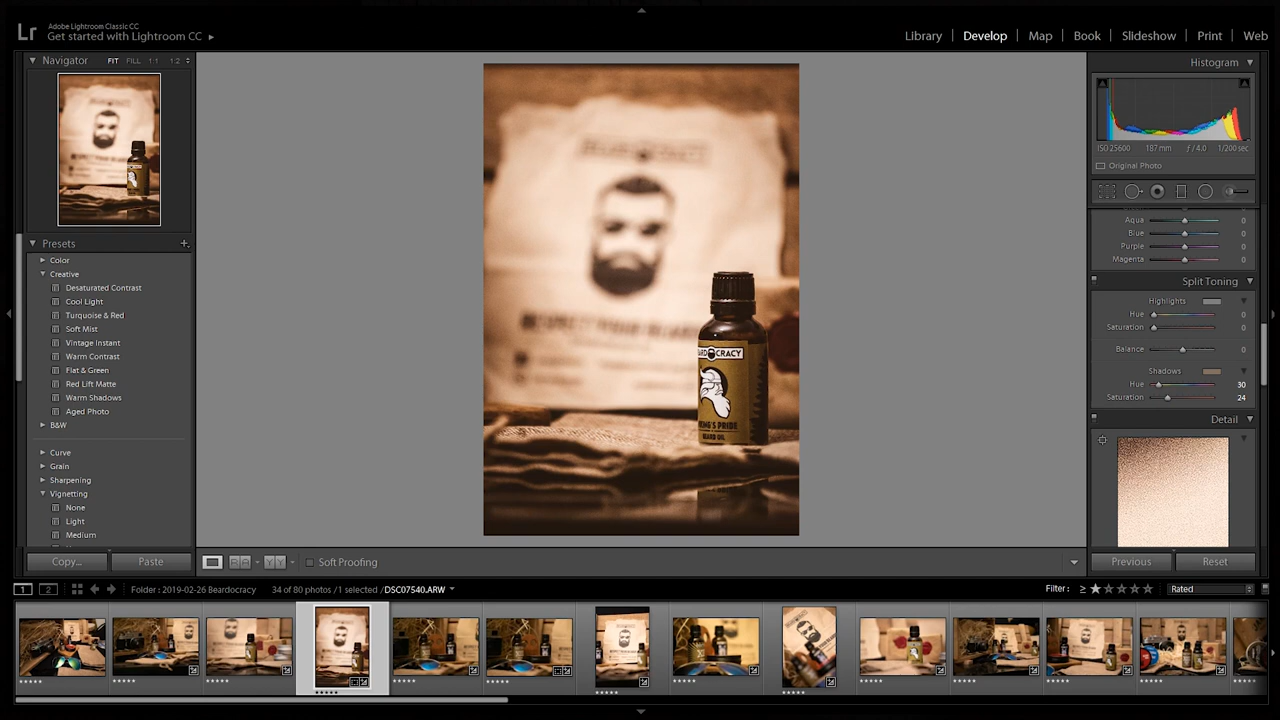 Lr
Adobe Lightroom Classic CC
Get started with Lightroom CC
Library | Develop | Map | Book | Slideshow | Print | Web
Navigator FIT FILL 1:1 1:2
Presets
Color
Creative
Desaturated Contrast
Cool Light
Turquoise & Red
Soft Mist
Vintage Instant
Warm Contrast
Flat & Green
Red Lift Matte
Warm Shadows
Aged Photo
B&W
Curve
Grain
Sharpening
Vignetting
None
Light
Medium
Copy... Paste
RESPECT YOUR BEARD
CRACY
PRIDE
BEARD OIL
Soft Proofing
Histogram
ISO 25600 187 mm ƒ / 4.0 1/200 sec
Original Photo
Aqua 0
Blue 0
Purple 0
Magenta 0
Split Toning
Highlights
Hue 0
Saturation 0
Balance 0
Shadows
Hue 30
Saturation 24
Detail
Previous Reset
1 2 Folder : 2019-02-26 Beardocracy 34 of 80 photos / 1 selected / DSC07540.ARW Filter: ≥ Rated